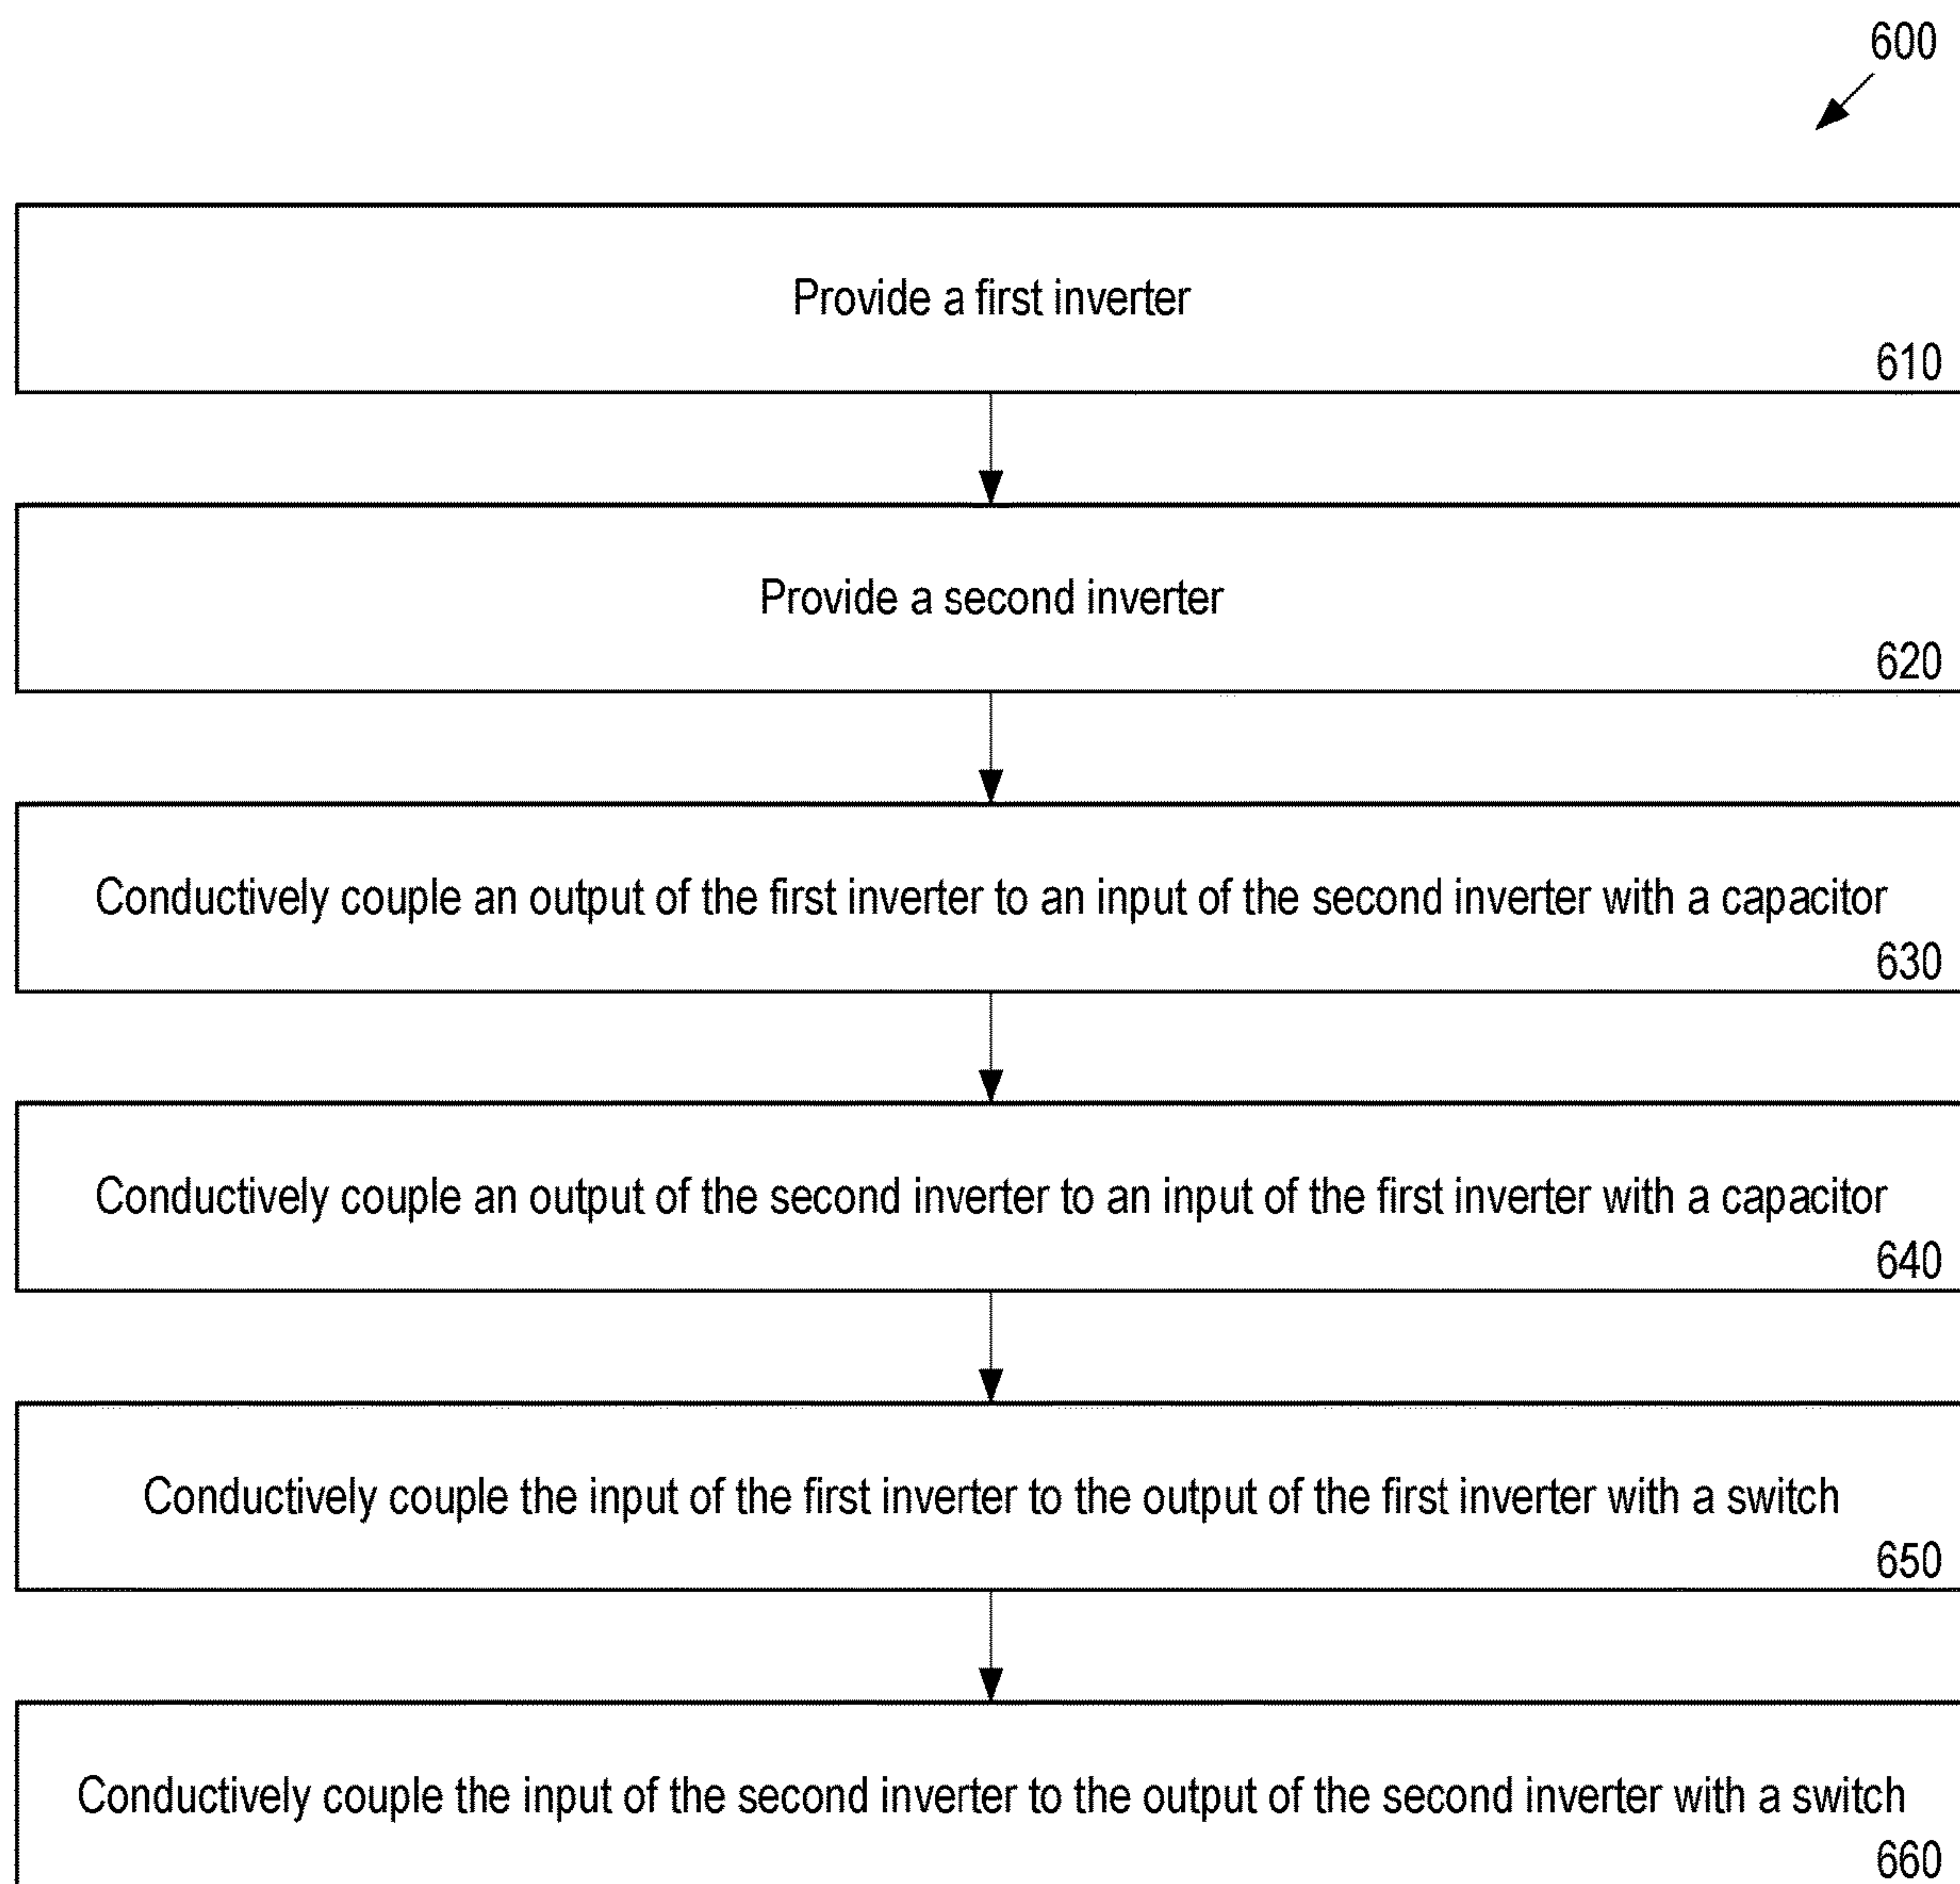 600
Provide a first inverter
610
Provide a second inverter
620
Conductively couple an output of the first inverter to an input of the second inverter with a capacitor
630
Conductively couple an output of the second inverter to an input of the first inverter with a capacitor
640
Conductively couple the input of the first inverter to the output of the first inverter with a switch
650
Conductively couple the input of the second inverter to the output of the second inverter with a switch
660